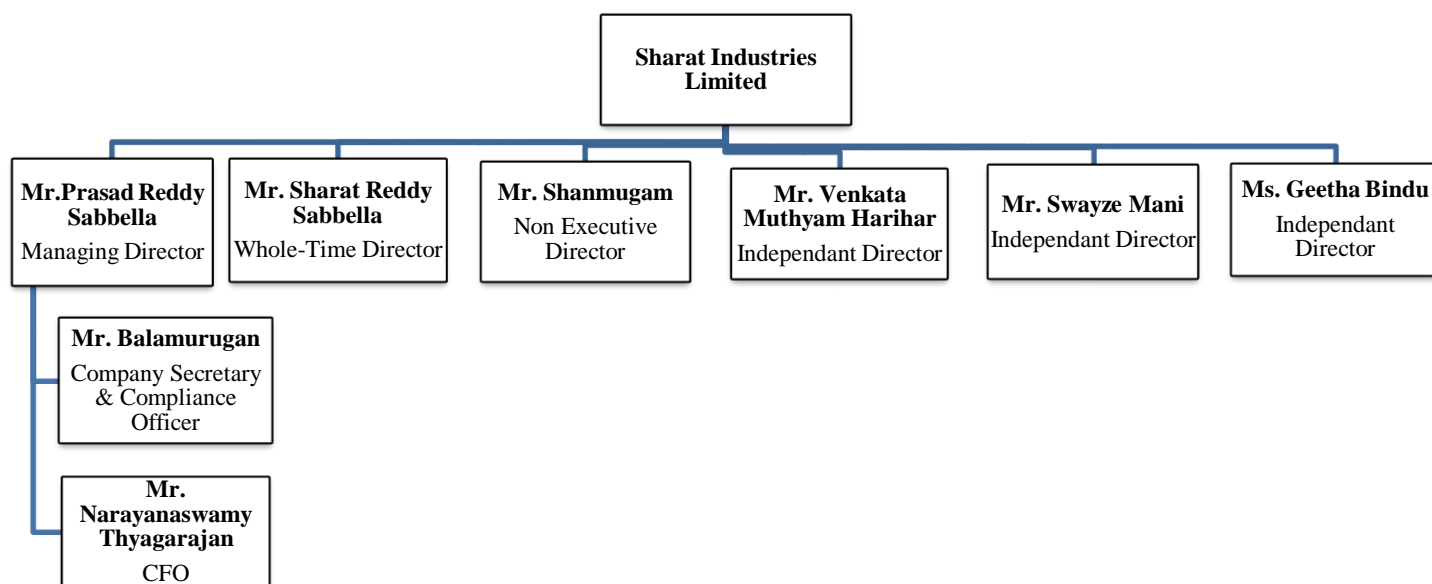 Sharat Industries
Limited
Mr.Prasad Reddy
Sabbella
Managing Director
Mr. Sharat Reddy
Sabbella
Whole-Time Director
Mr. Shanmugam
Non Executive
Director
Mr. Venkata
Muthyam Harihar
Independant Director
Mr. Swayze Mani
Independant Director
Ms. Geetha Bindu
Independant
Director
Mr. Balamurugan
Company Secretary
& Compliance
Officer
Mr.
Narayanaswamy
Thyagarajan
CFO